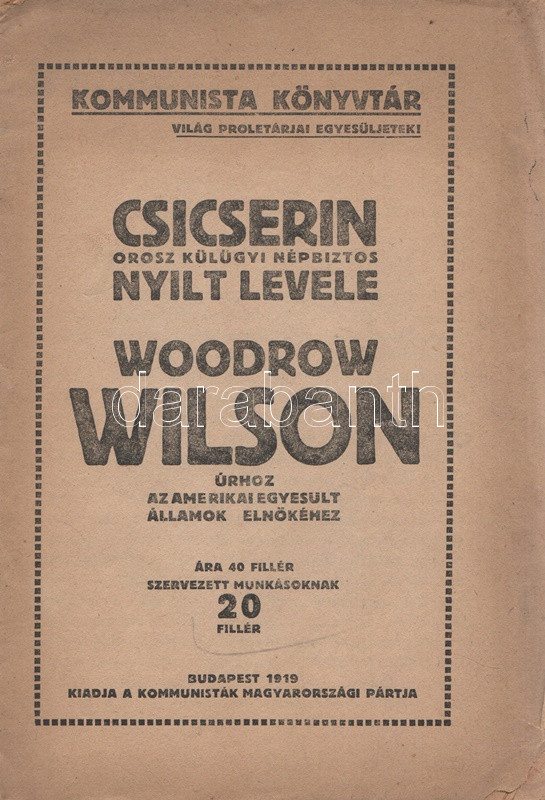 KOMMUNISTA KÖNYVTÁR
VILÁG PROLETÁRJAI EGYESÜLJETEK!
CSICSERIN
OROSZ KÜLÜGYI NÉPBIZTOS
NYILT LEVELE
WOODROW
darabanth
WILSON
ÚRHOZ
AZ AMERIKAI EGYESULT
ÁLLAMOK ELNÖKÉHEZ
ÁRA 40 FILLÉR
SZERVEZETT MUNKÁSOKNAK
20
FILLÉR
BUDAPEST 1919
KIADJA A KOMMUNISTÁK MAGYARORSZÁGI PÁRTJA